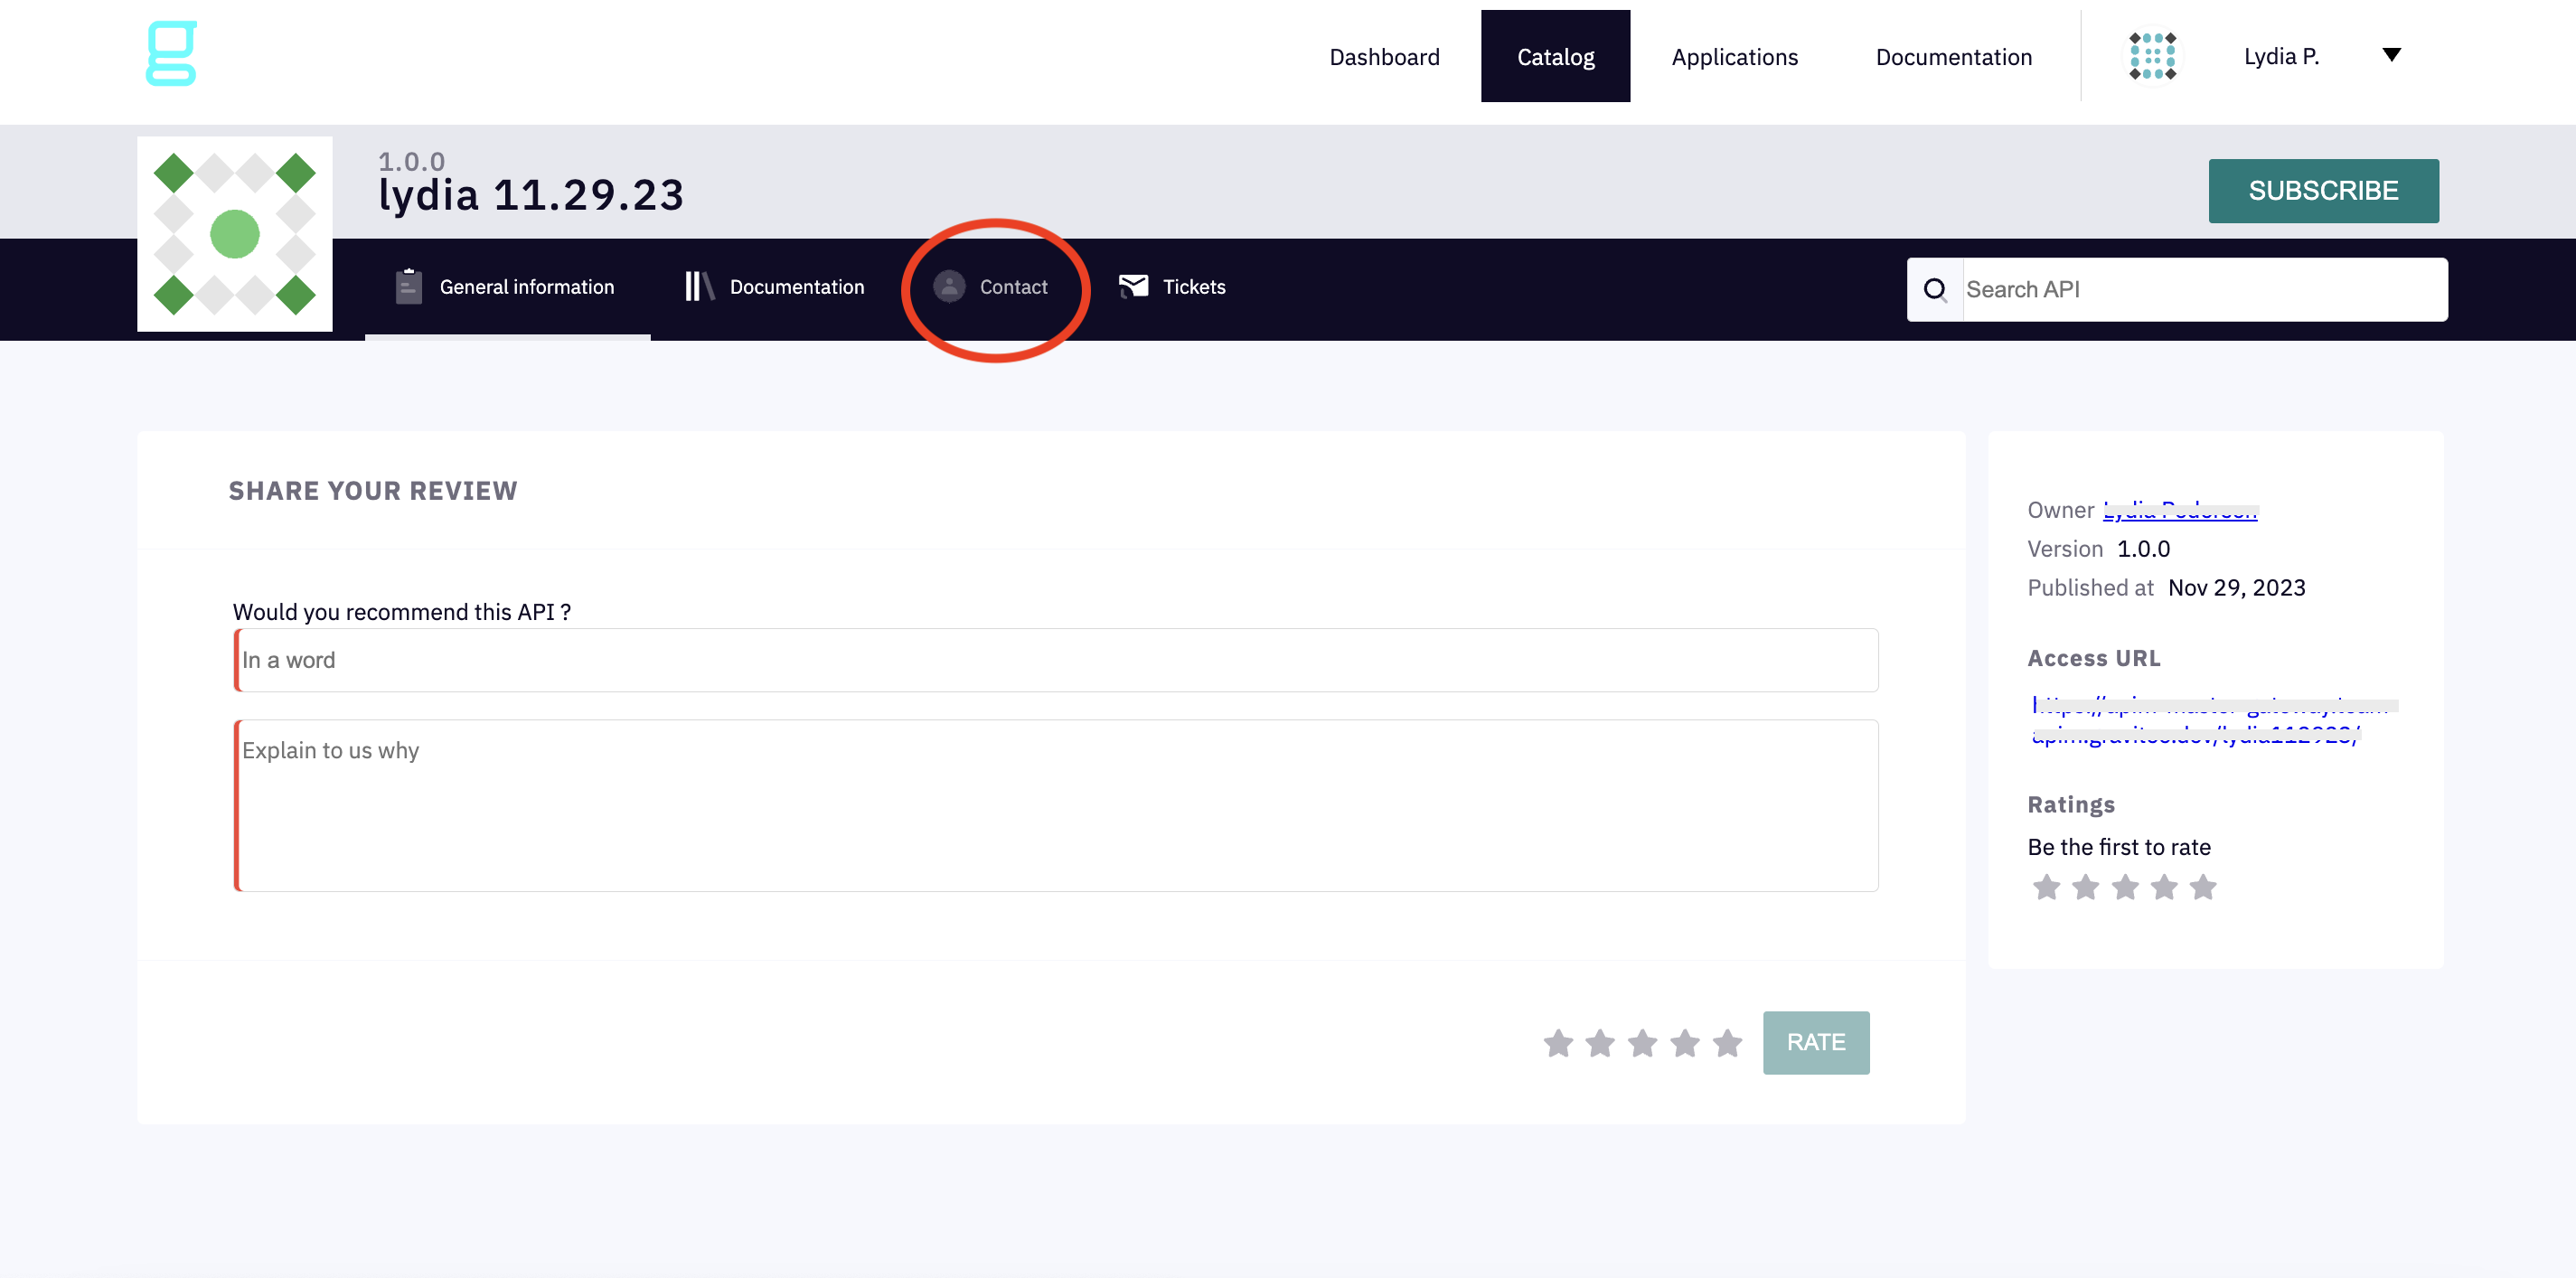 g
Dashboard
Catalog
Applications
Documentation
Lydia P.
1.0.0
lydia 11.29.23
SUBSCRIBE
General information
Documentation
Contact
Tickets
Search API
SHARE YOUR REVIEW
Would you recommend this API ?
In a word
Explain to us why
RATE
Owner
Version 1.0.0
Published at Nov 29, 2023
Access URL
Ratings
Be the first to rate